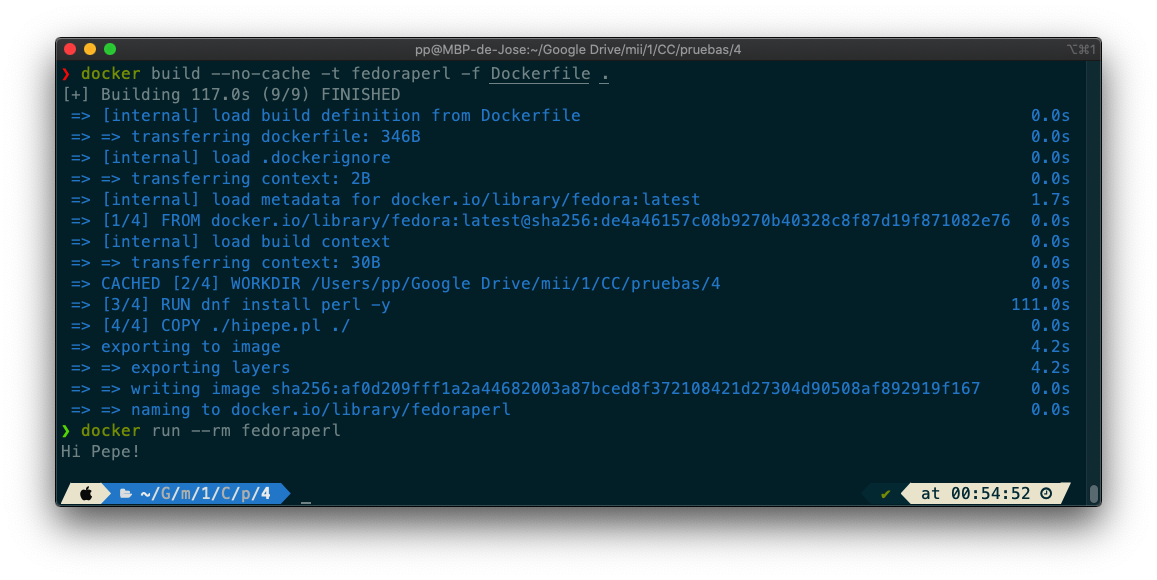 pp@MBP-de-Jose:~/Google Drive/mii/1/CC/pruebas/4 ⌥⌘1
❯ docker build --no-cache -t fedoraperl -f Dockerfile .
[+] Building 117.0s (9/9) FINISHED
=> [internal] load build definition from Dockerfile 0.0s
=> => transferring dockerfile: 346B 0.0s
=> [internal] load .dockerignore 0.0s
=> => transferring context: 2B 0.0s
=> [internal] load metadata for docker.io/library/fedora:latest 1.7s
=> [1/4] FROM docker.io/library/fedora:latest@sha256:de4a46157c08b9270b40328c8f87d19f871082e76 0.0s
=> [internal] load build context 0.0s
=> => transferring context: 30B 0.0s
=> CACHED [2/4] WORKDIR /Users/pp/Google Drive/mii/1/CC/pruebas/4 0.0s
=> [3/4] RUN dnf install perl -y 111.0s
=> [4/4] COPY ./hipepe.pl ./ 0.0s
=> exporting to image 4.2s
=> => exporting layers 4.2s
=> => writing image sha256:af0d209fff1a2a44682003a87bced8f372108421d27304d90508af892919f167 0.0s
=> => naming to docker.io/library/fedoraperl 0.0s
❯ docker run --rm fedoraperl
Hi Pepe!
~/G/m/1/C/p/4 _ ✔ at 00:54:52